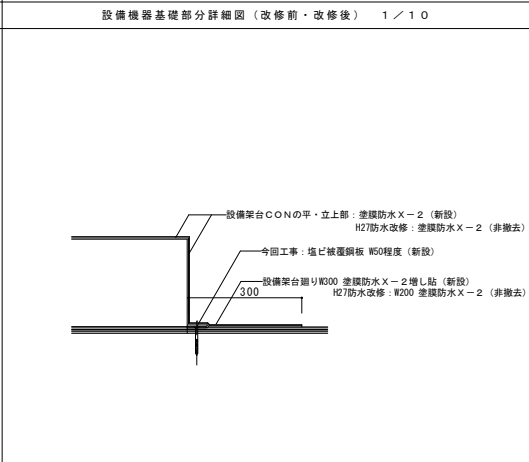 設備機器基礎部分詳細図（改修前・改修後） １／１０
設備架台ＣＯＮの平・立上部：塗膜防水Ｘ－２（新設）
H27防水改修：塗膜防水Ｘ－２（非撤去）
今回工事：塩ビ被覆鋼板 W50程度（新設）
設備架台廻りW300 塗膜防水Ｘ－２増し貼（新設）
300
H27防水改修：W200 塗膜防水Ｘ－２（非撤去）